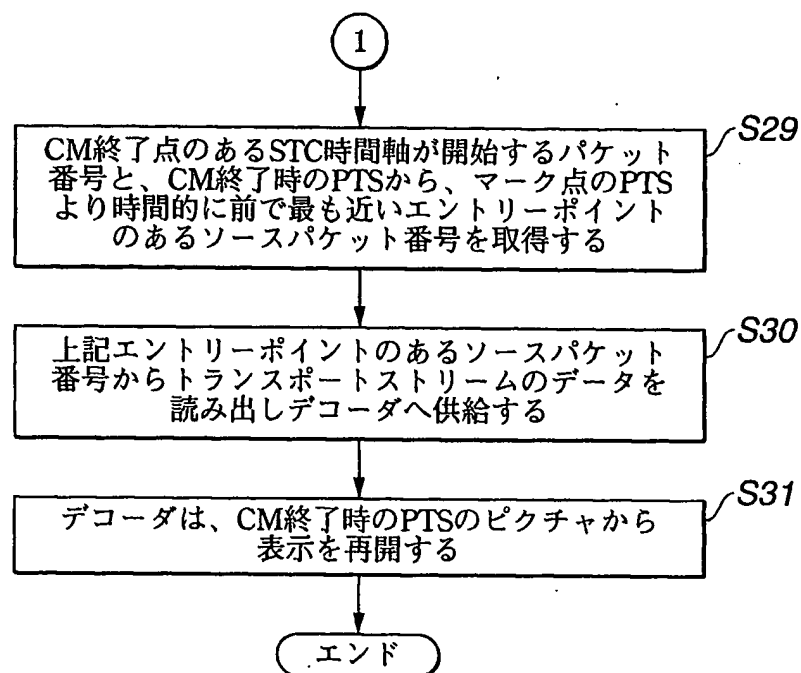 1
S29
CM終了点のあるSTC時間軸が開始するパケット
番号と、CM終了時のPTSから、マーク点のPTS
より時間的に前で最も近いエントリーポイント
のあるソースパケット番号を取得する
S30
上記エントリーポイントのあるソースパケット
番号からトランスポートストリームのデータを
読み出しデコーダへ供給する
S31
デコーダは、CM終了時のPTSのピクチャから
表示を再開する
エンド